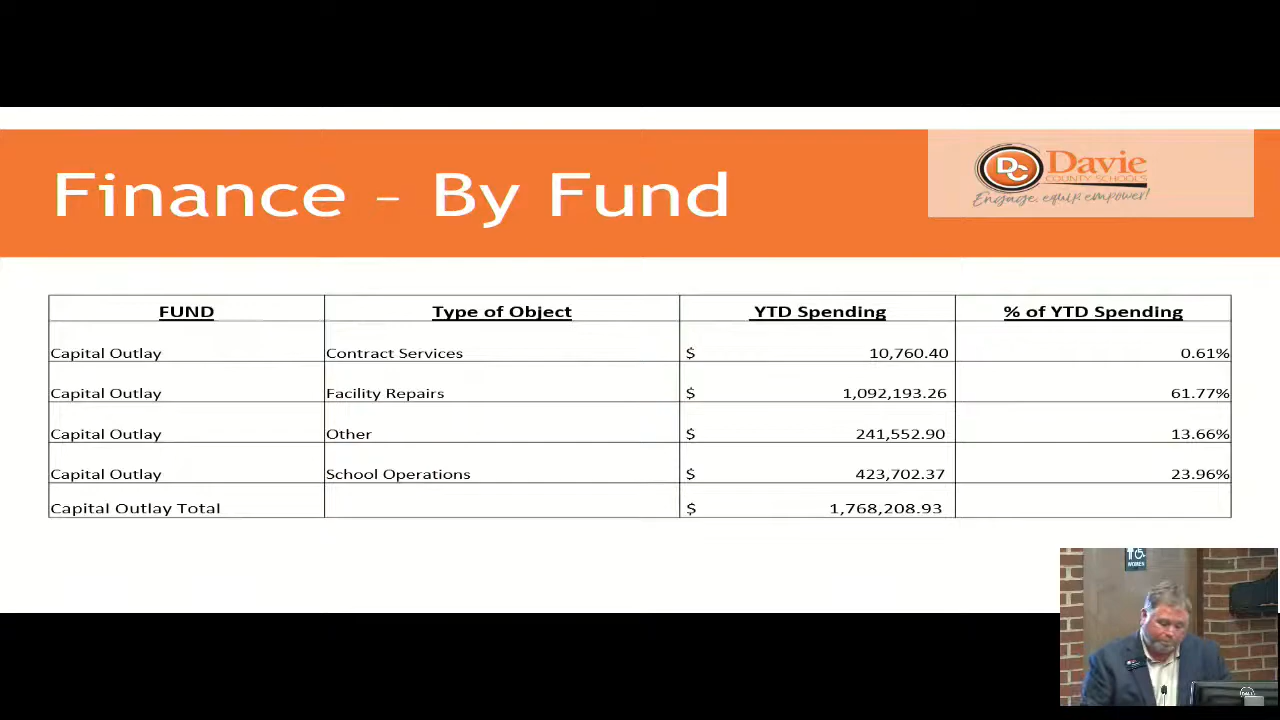 Finance - By Fund
DC Davie
COUNTY SCHOOLS
Engage, equip, empower!
FUND Type of Object YTD Spending % of YTD Spending
Capital Outlay Contract Services $ 10,760.40 0.61%
Capital Outlay Facility Repairs $ 1,092,193.26 61.77%
Capital Outlay Other $ 241,552.90 13.66%
Capital Outlay School Operations $ 423,702.37 23.96%
Capital Outlay Total $ 1,768,208.93
WOMEN